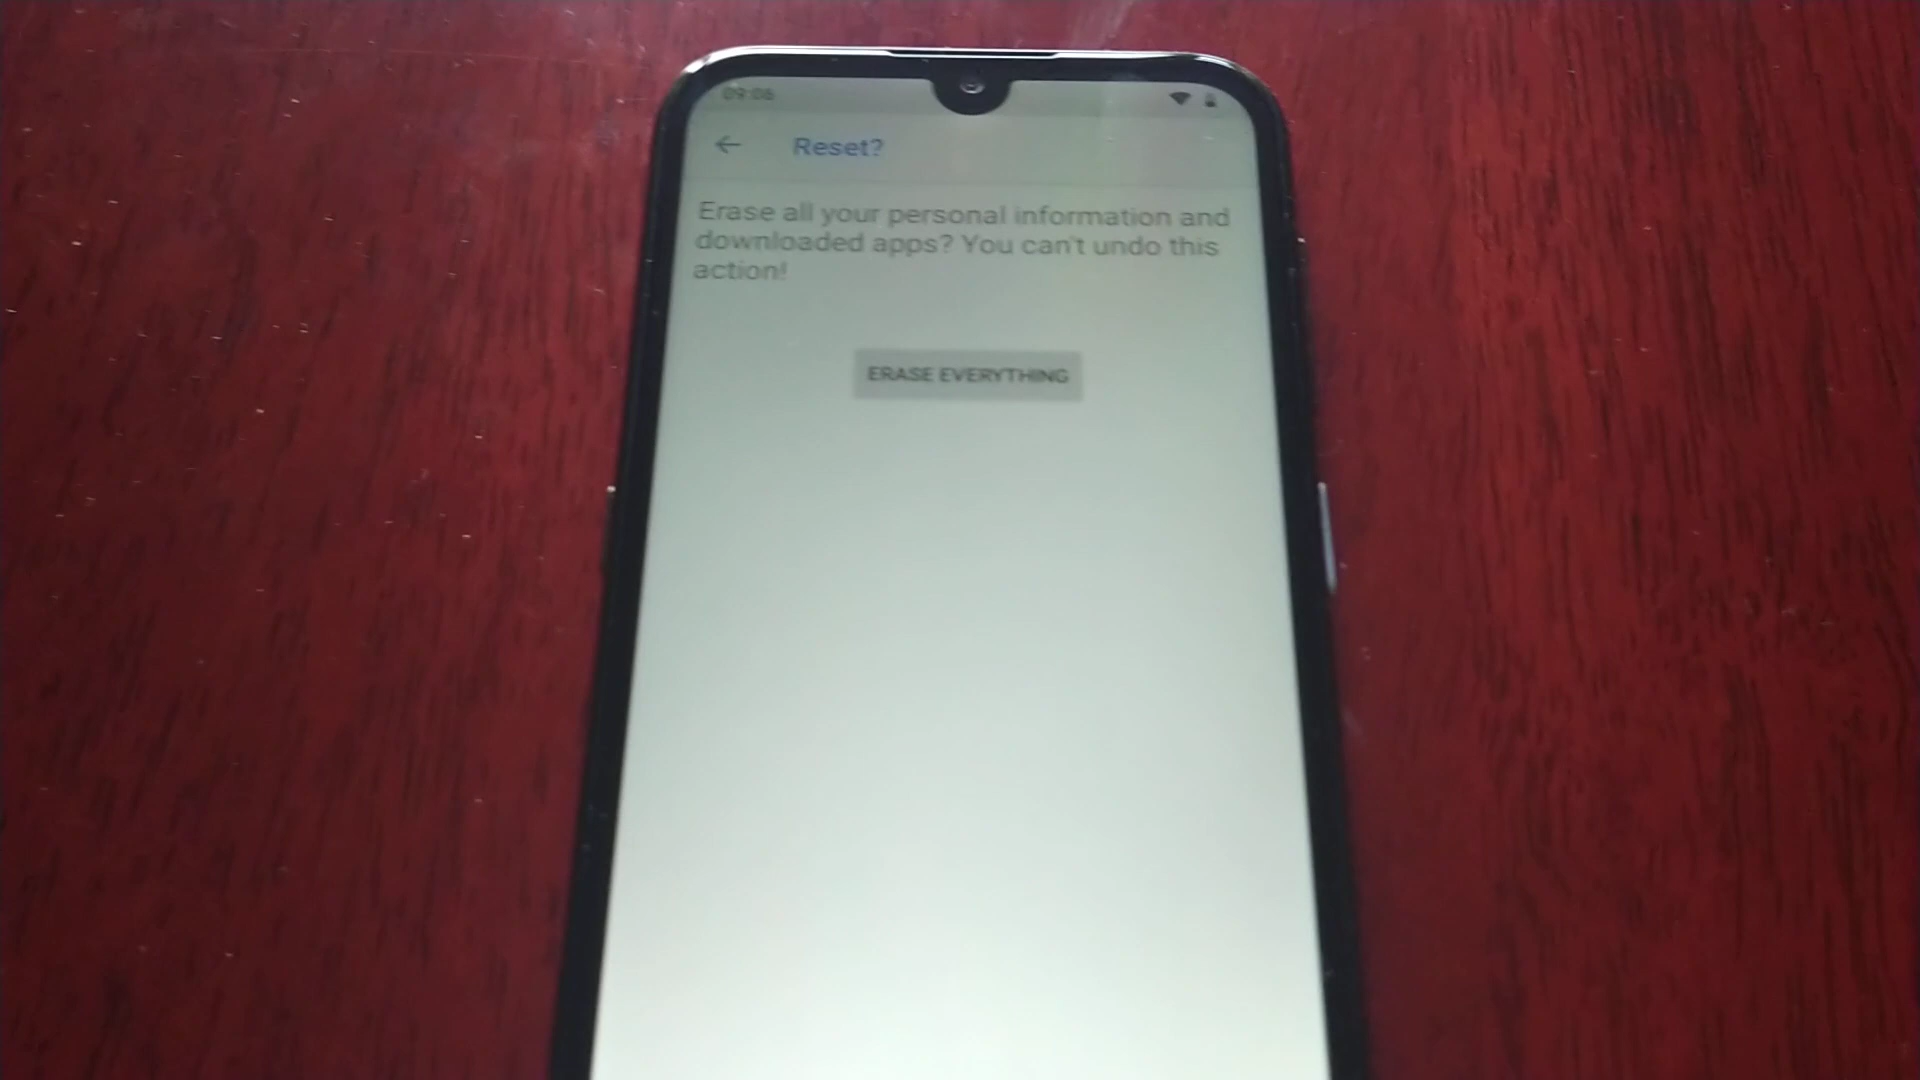 09:06
Reset?
Erase all your personal information and
downloaded apps? You can't undo this
action!
ERASE EVERYTHING